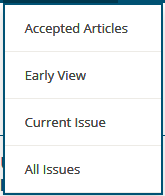 Accepted Articles
Early View
Current Issue
All Issues